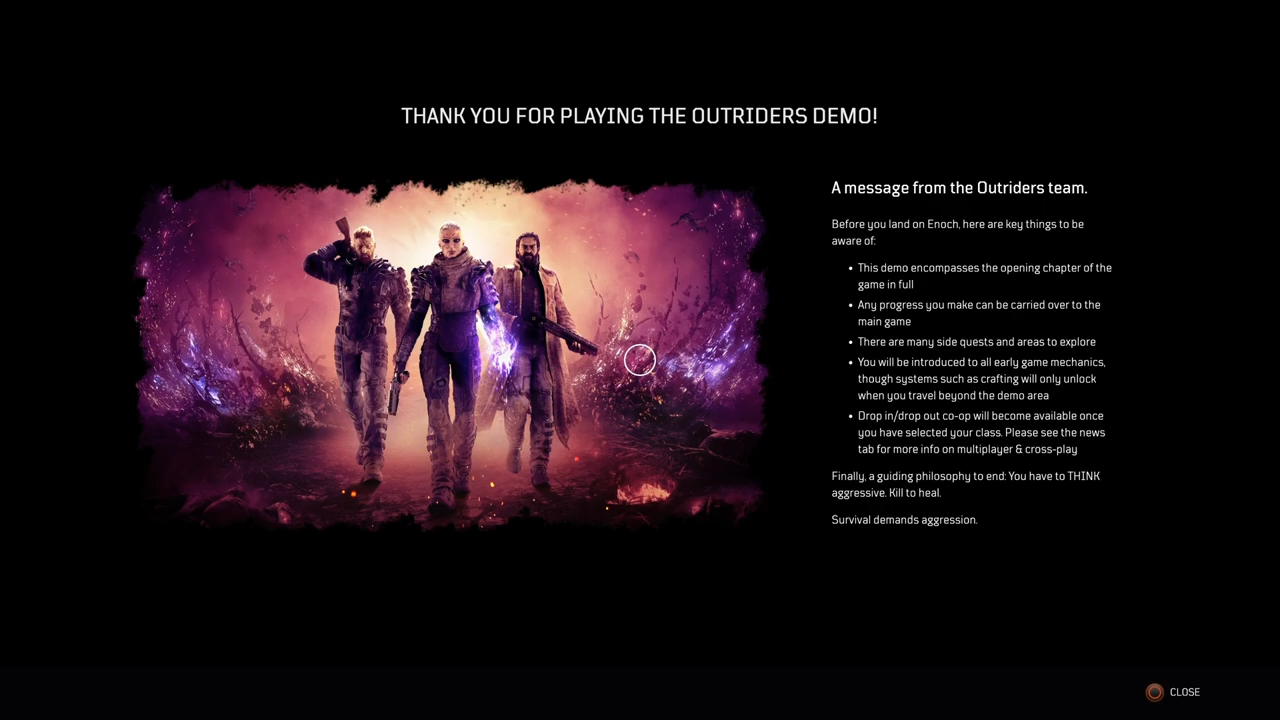 THANK YOU FOR PLAYING THE OUTRIDERS DEMO!
A message from the Outriders team.
Before you land on Enoch, here are key things to be
aware of:
• This demo encompasses the opening chapter of the
game in full
• Any progress you make can be carried over to the
main game
• There are many side quests and areas to explore
• You will be introduced to all early game mechanics,
though systems such as crafting will only unlock
when you travel beyond the demo area
• Drop in/drop out co-op will become available once
you have selected your class. Please see the news
tab for more info on multiplayer & cross-play
Finally, a guiding philosophy to end: You have to THINK
aggressive. Kill to heal.
Survival demands aggression.
CLOSE